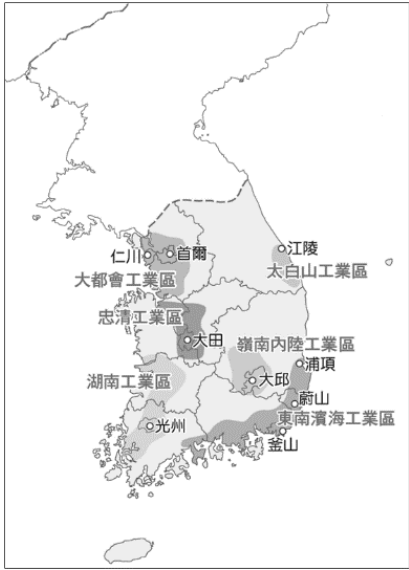 江陵
仁川
首爾
太白山工業區
大都會工業區
忠清工業區
大田
嶺南內陸工業區
浦項
湖南工業區
大邱
蔚山
東南濱海工業區
光州
釜山